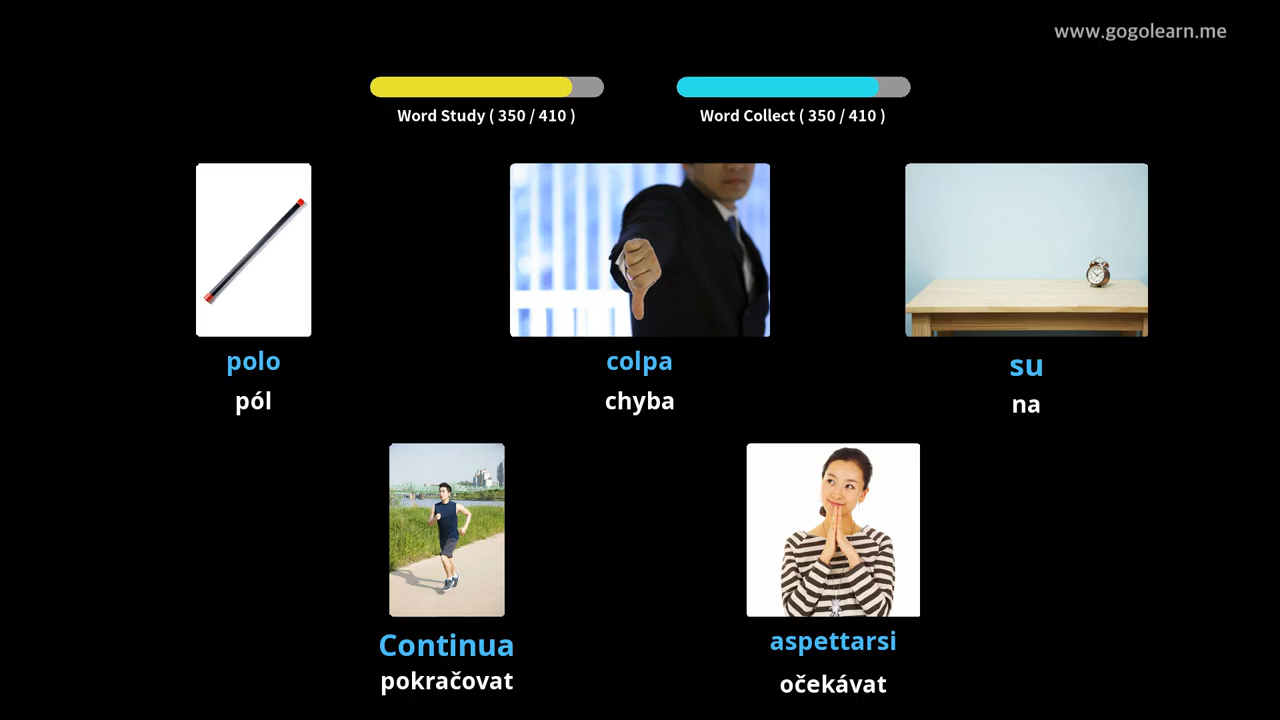 www.gogolearn.me
Word Study ( 350 / 410 )
Word Collect ( 350 / 410 )
polo
pól
colpa
chyba
su
na
Continua
pokračovat
aspettarsi
očekávat